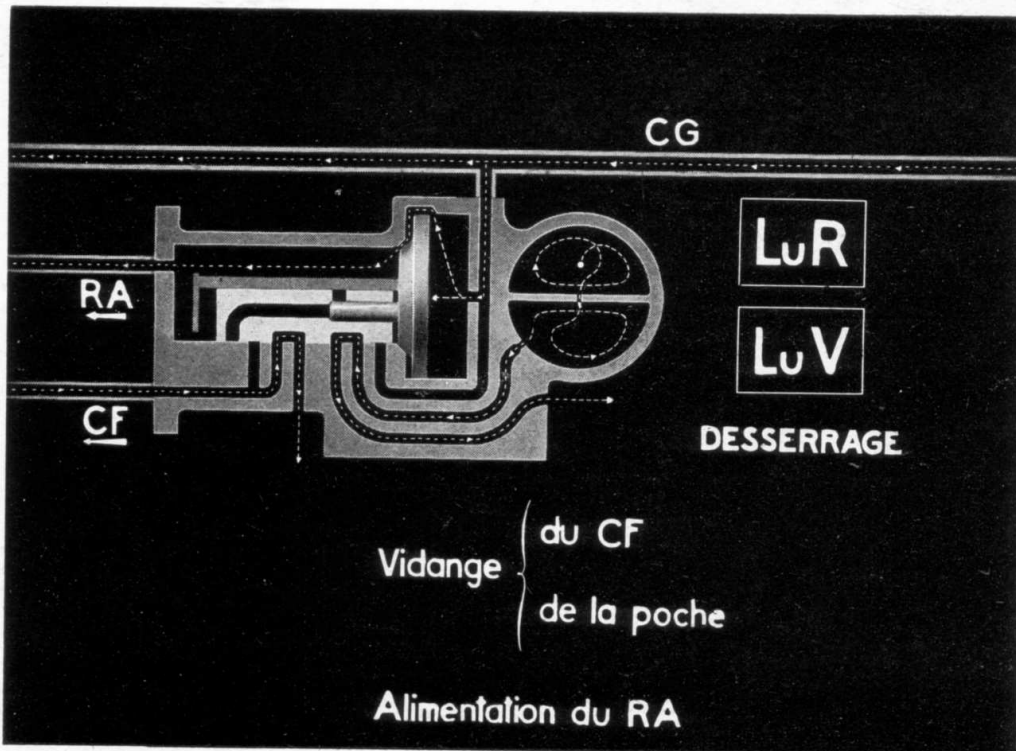 CG
LuR
RA
LuV
CF
DESSERRAGE
Vidange
du CF
de la poche
Alimentation du RA